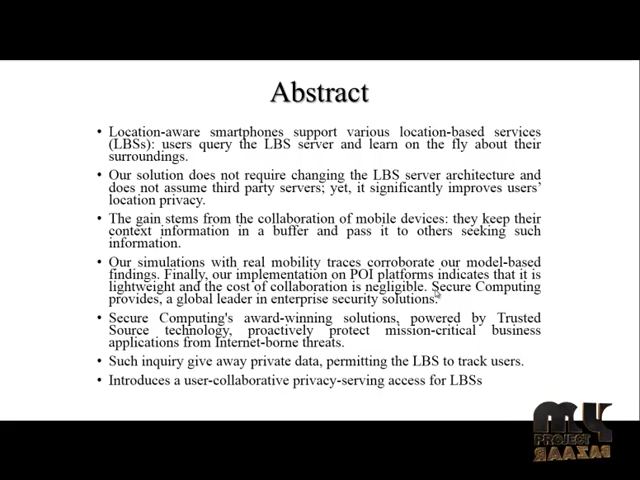 Abstract
• Location-aware smartphones support various location-based services
(LBSs): users query the LBS server and learn on the fly about their
surroundings.
• Our solution does not require changing the LBS server architecture and
does not assume third party servers; yet, it significantly improves users'
location privacy.
• The gain stems from the collaboration of mobile devices: they keep their
context information in a buffer and pass it to others seeking such
information.
• Our simulations with real mobility traces corroborate our model-based
findings. Finally, our implementation on POI platforms indicates that it is
lightweight and the cost of collaboration is negligible. Secure Computing
provides, a global leader in enterprise security solutions.
• Secure Computing's award-winning solutions, powered by Trusted
Source technology, proactively protect mission-critical business
applications from Internet-borne threats.
• Such inquiry give away private data, permitting the LBS to track users.
• Introduces a user-collaborative privacy-serving access for LBSs
MY
PROJECT
BAZAAR